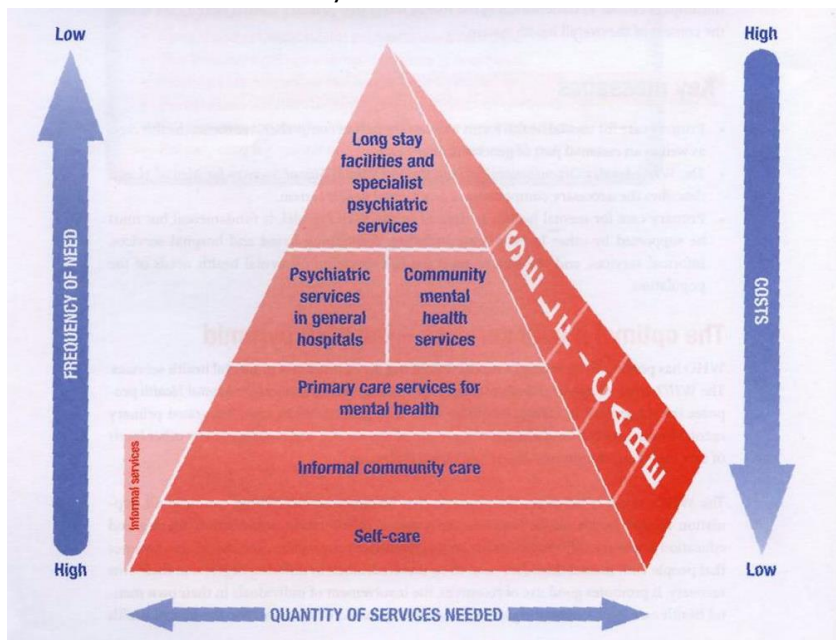 Low
High
Long stay
facilities and
specialist
psychiatric
services
Psychiatric
services
in general
hospitals
Community
mental
health
services
SELF-CARE
FREQUENCY OF NEED
COSTS
Primary care services for
mental health
Informal services
Informal community care
Self-care
High
Low
QUANTITY OF SERVICES NEEDED